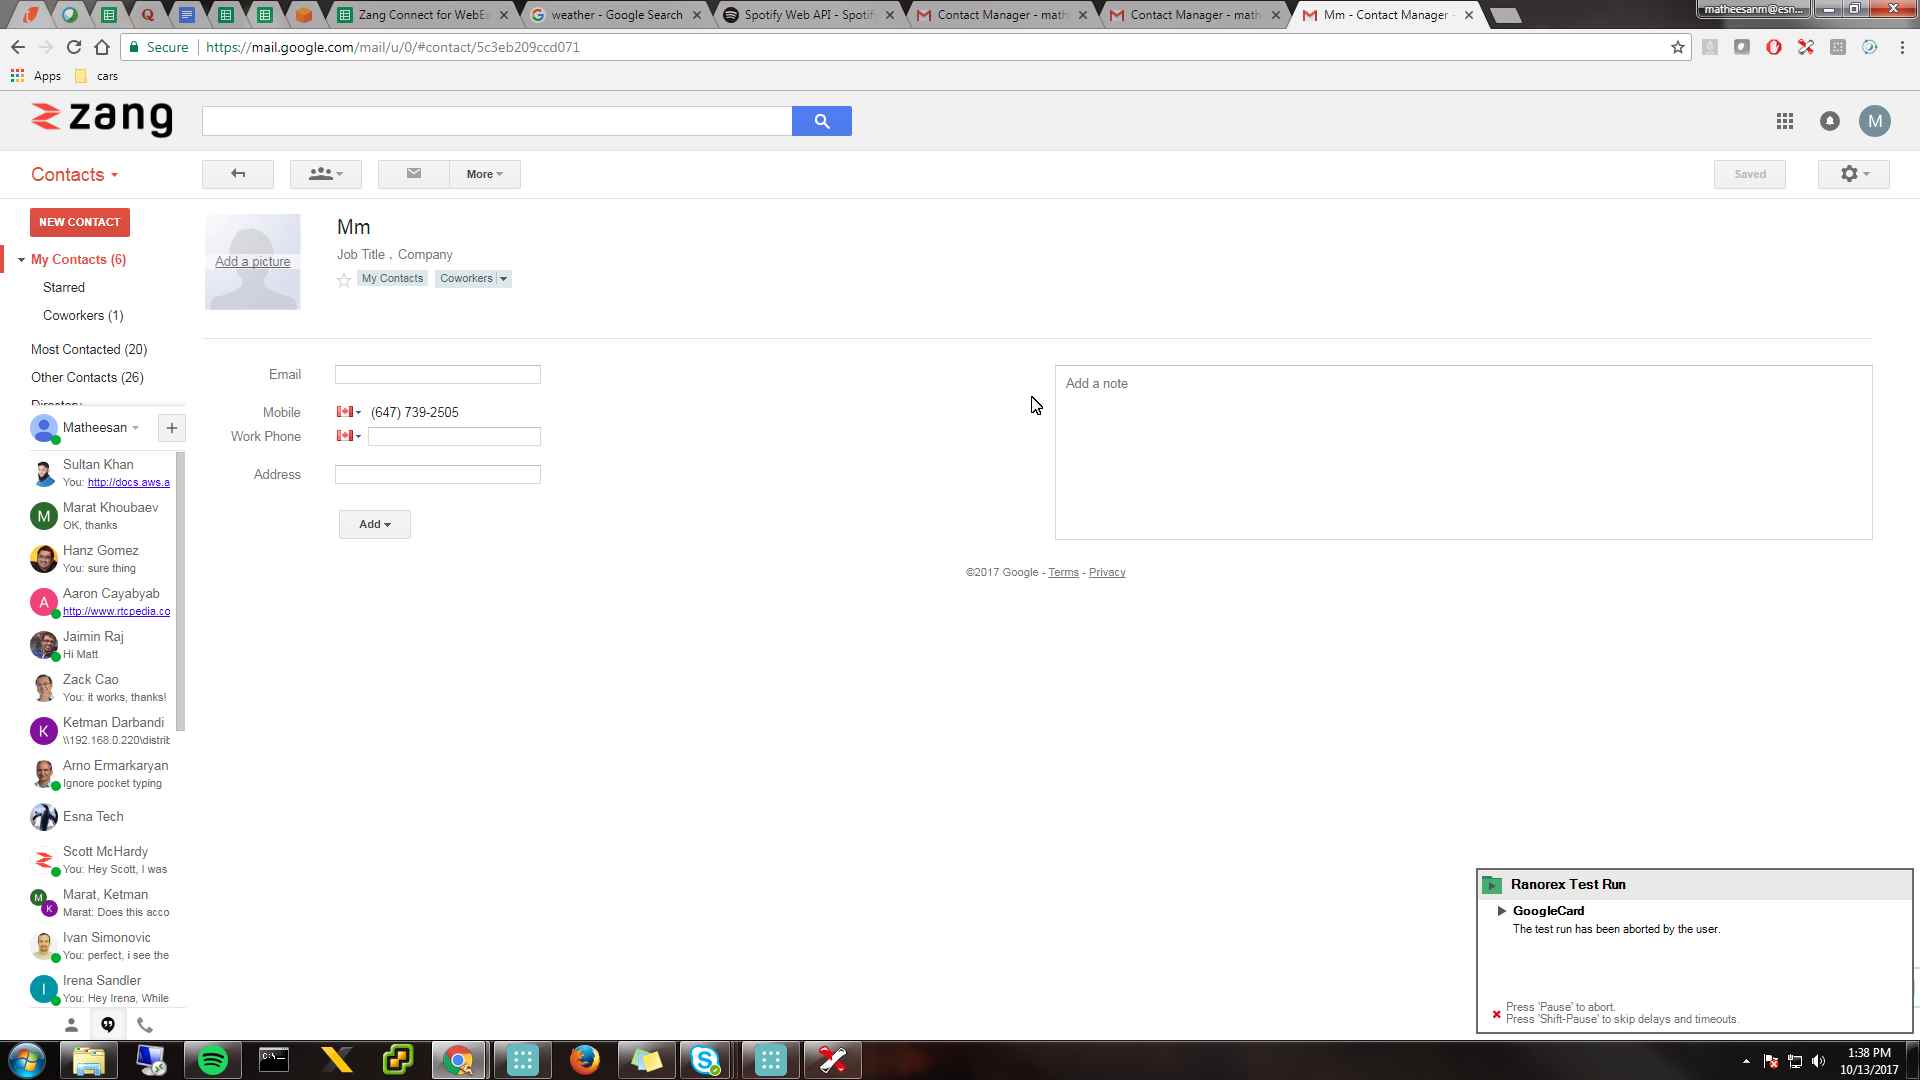 Zang Connect for WebEx
weather - Google Search
Spotify Web API - Spotif
Contact Manager - math
Contact Manager - math
Mm - Contact Manager
matheesanm@esn...
Secure
https://mail.google.com/mail/u/0/#contact/5c3eb209ccd071
Apps
cars
zang
M
Contacts
More
Saved
NEW CONTACT
My Contacts (6)
Starred
Coworkers (1)
Most Contacted (20)
Other Contacts (26)
Directory
Add a picture
Mm
Job Title , Company
My Contacts
Coworkers
Email
Mobile
(647) 739-2505
Work Phone
Address
Add
Add a note
©2017 Google - Terms - Privacy
Matheesan
Sultan Khan
You: http://docs.aws.a
M
Marat Khoubaev
OK, thanks
Hanz Gomez
You: sure thing
A
Aaron Cayabyab
http://www.rtcpedia.co
Jaimin Raj
Hi Matt
Zack Cao
You: it works, thanks!
K
Ketman Darbandi
\\192.168.0.220\distrib
Arno Ermarkaryan
Ignore pocket typing
Esna Tech
Scott McHardy
You: Hey Scott, I was
M
K
Marat, Ketman
Marat: Does this acco
Ivan Simonovic
You: perfect, i see the
I
Irena Sandler
You: Hey Irena, While
Ranorex Test Run
GoogleCard
The test run has been aborted by the user.
Press 'Pause' to abort.
Press 'Shift-Pause' to skip delays and timeouts.
1:38 PM
10/13/2017